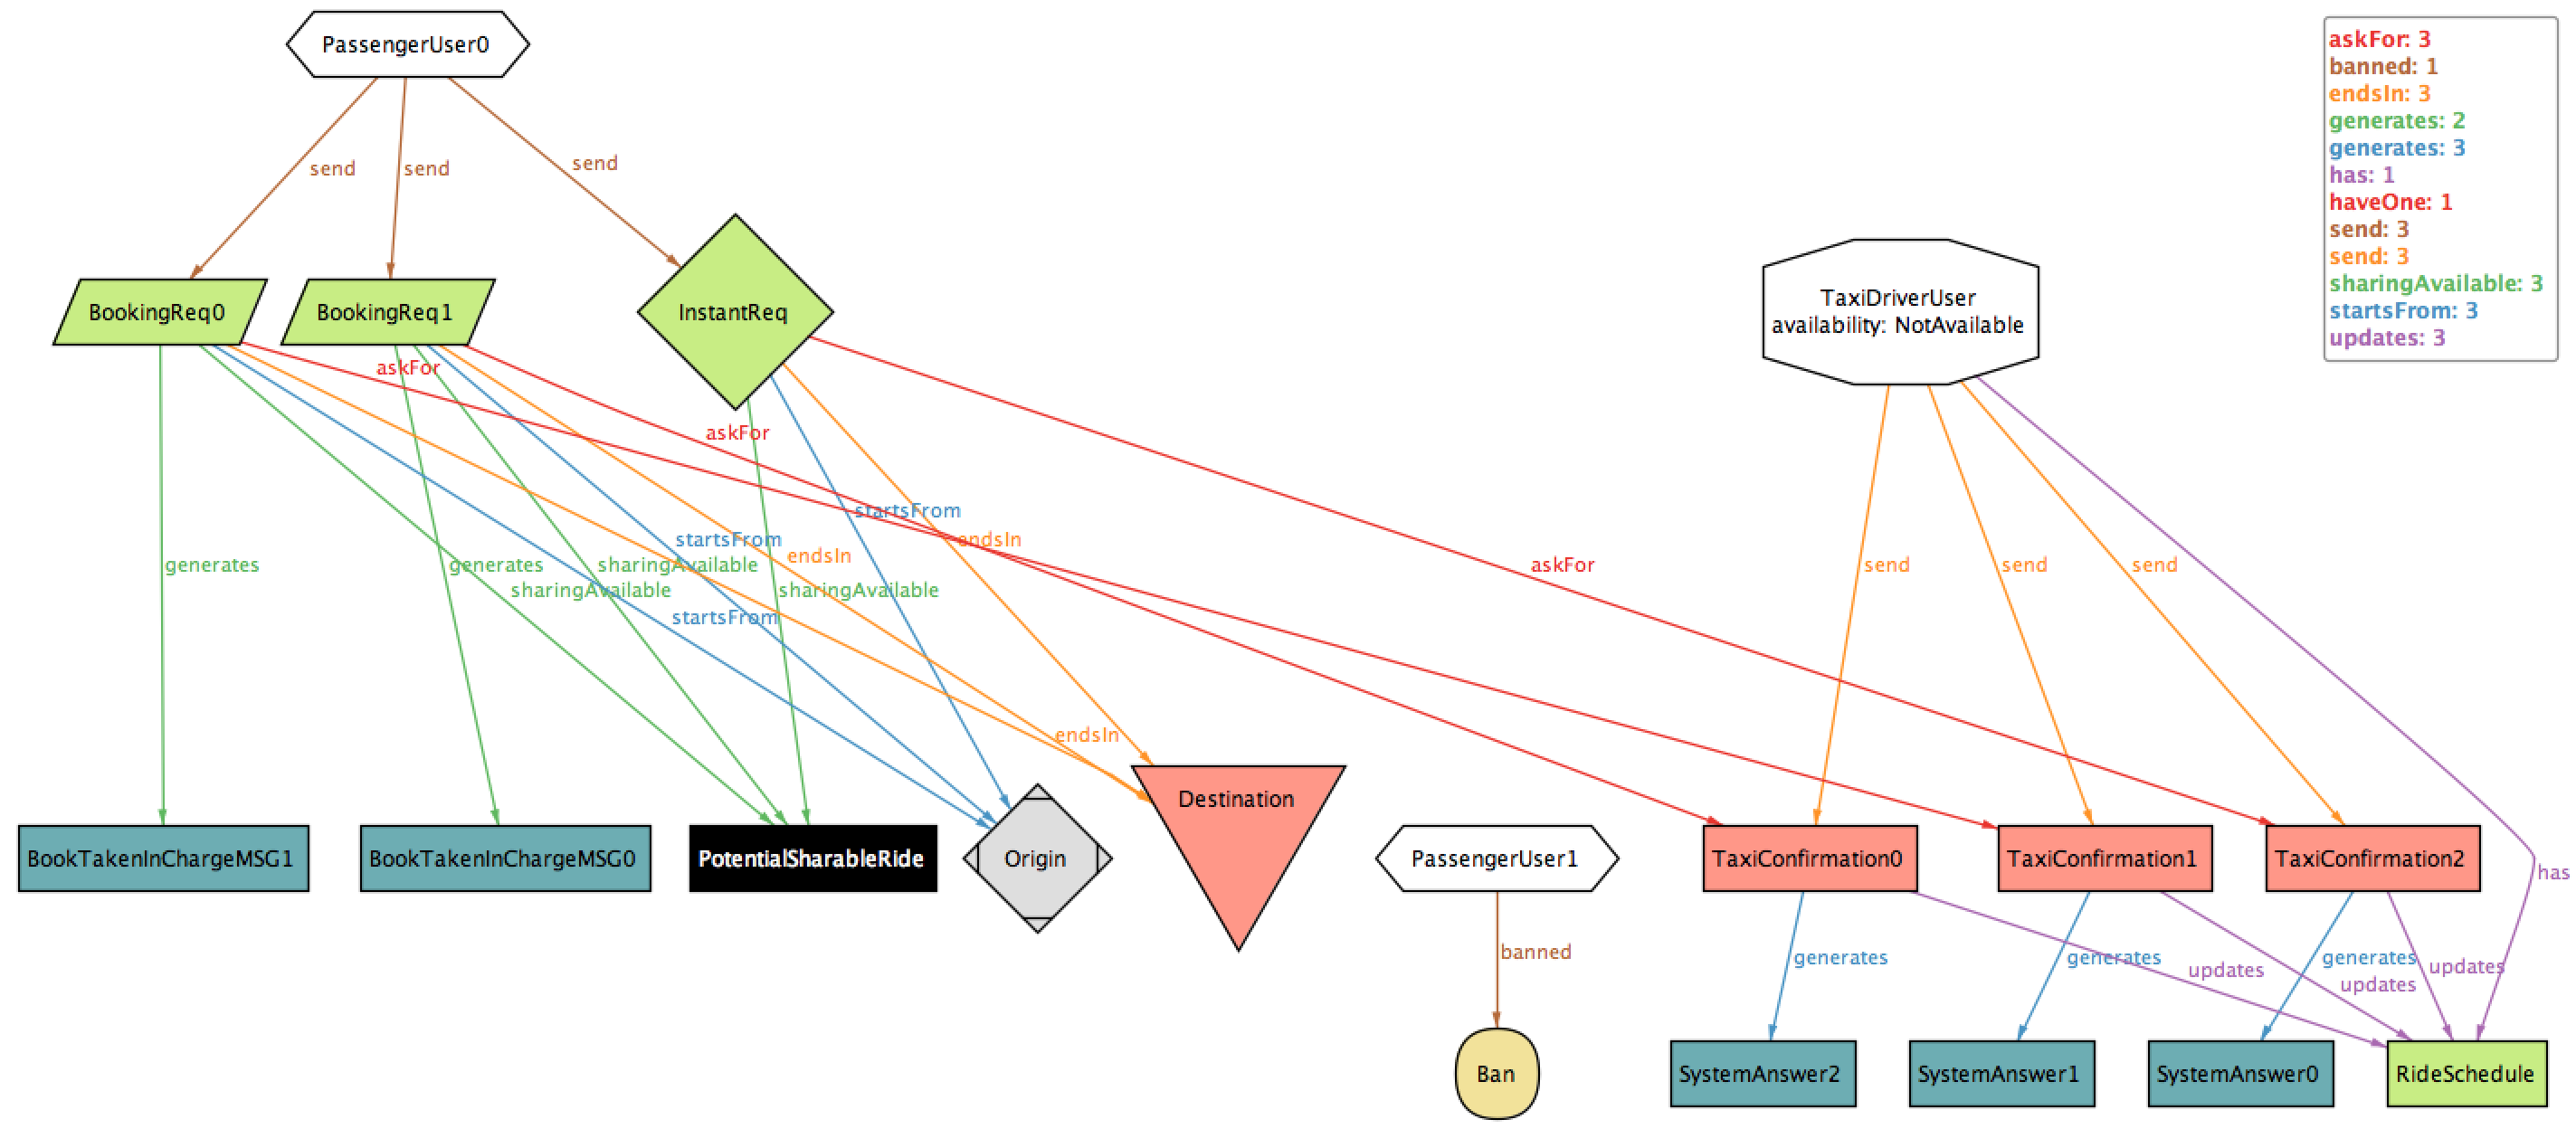 PassengerUser0
askFor: 3
banned: 1
endsIn: 3
generates: 2
generates: 3
has: 1
haveOne: 1
send: 3
send: 3
sharingAvailable: 3
startsFrom: 3
updates: 3
send
send
send
BookingReq0
BookingReq1
InstantReq
TaxiDriverUser
availability: NotAvailable
askFor
askFor
startsFrom
startsFrom
endsIn
endsIn
generates
generates
sharingAvailable
sharingAvailable
sharingAvailable
askFor
send
send
send
startsFrom
endsIn
Destination
BookTakenInChargeMSG1
BookTakenInChargeMSG0
PotentialSharableRide
Origin
PassengerUser1
TaxiConfirmation0
TaxiConfirmation1
TaxiConfirmation2
has
banned
generates
generates
generates
updates
updates
updates
Ban
SystemAnswer2
SystemAnswer1
SystemAnswer0
RideSchedule